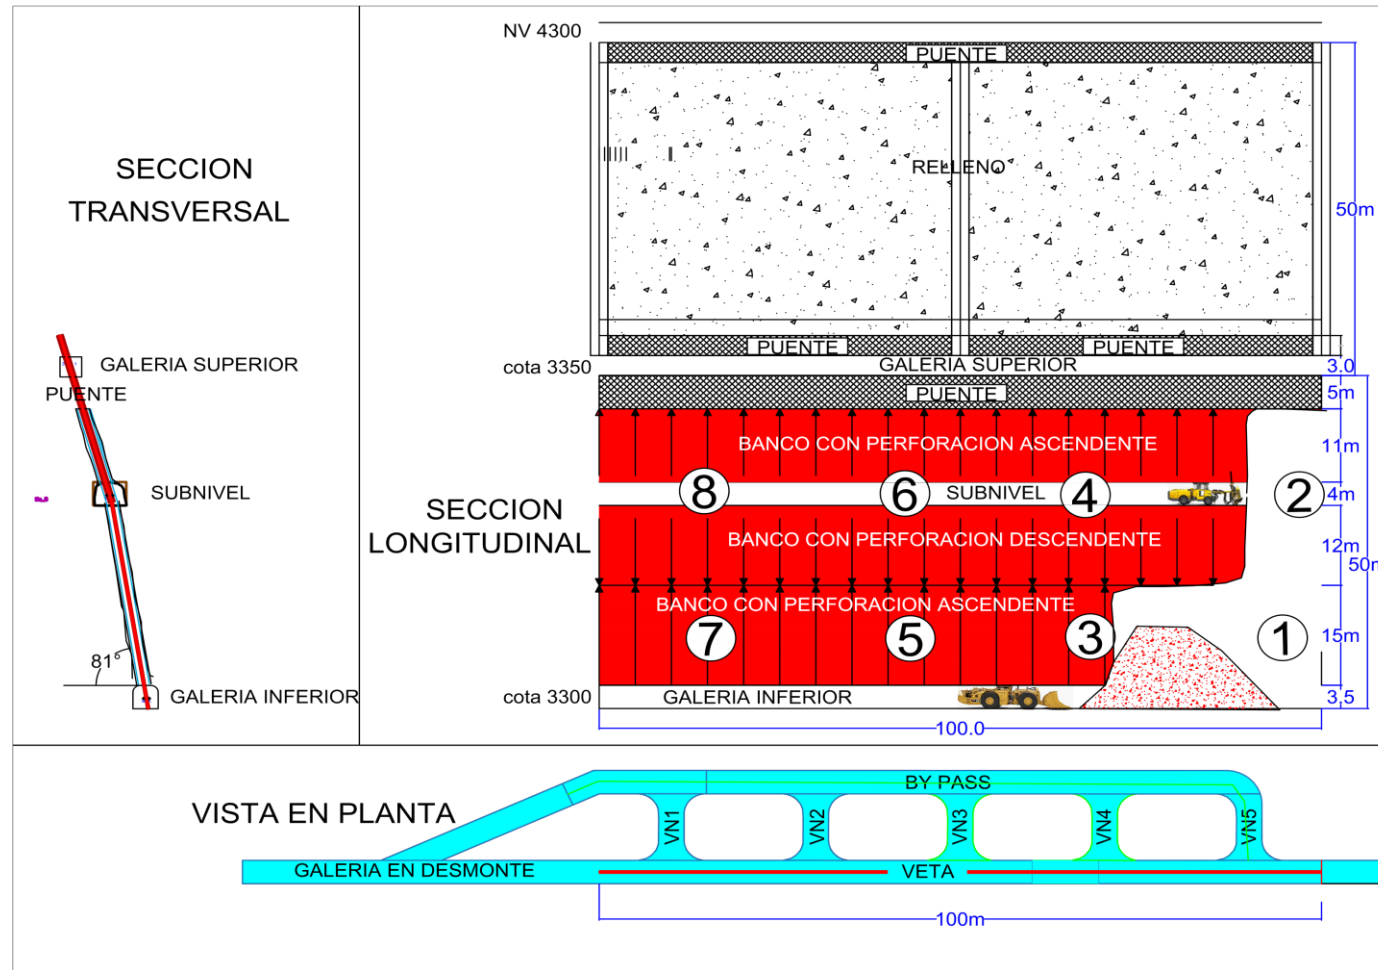 SECCION
TRANSVERSAL
GALERIA SUPERIOR
PUENTE
SUBNIVEL
81°
GALERIA INFERIOR
NV 4300
PUENTE
RELLENO
50m
PUENTE
PUENTE
cota 3350
GALERIA SUPERIOR
3.0
PUENTE
5m
BANCO CON PERFORACION ASCENDENTE
11m
SECCION
LONGITUDINAL
8
6
SUBNIVEL
4
2
4m
BANCO CON PERFORACION DESCENDENTE
12m
50m
BANCO CON PERFORACION ASCENDENTE
7
5
3
1
15m
cota 3300
GALERIA INFERIOR
3,5
100.0
VISTA EN PLANTA
BY PASS
VN1
VN2
VN3
VN4
VN5
GALERIA EN DESMONTE
VETA
100m